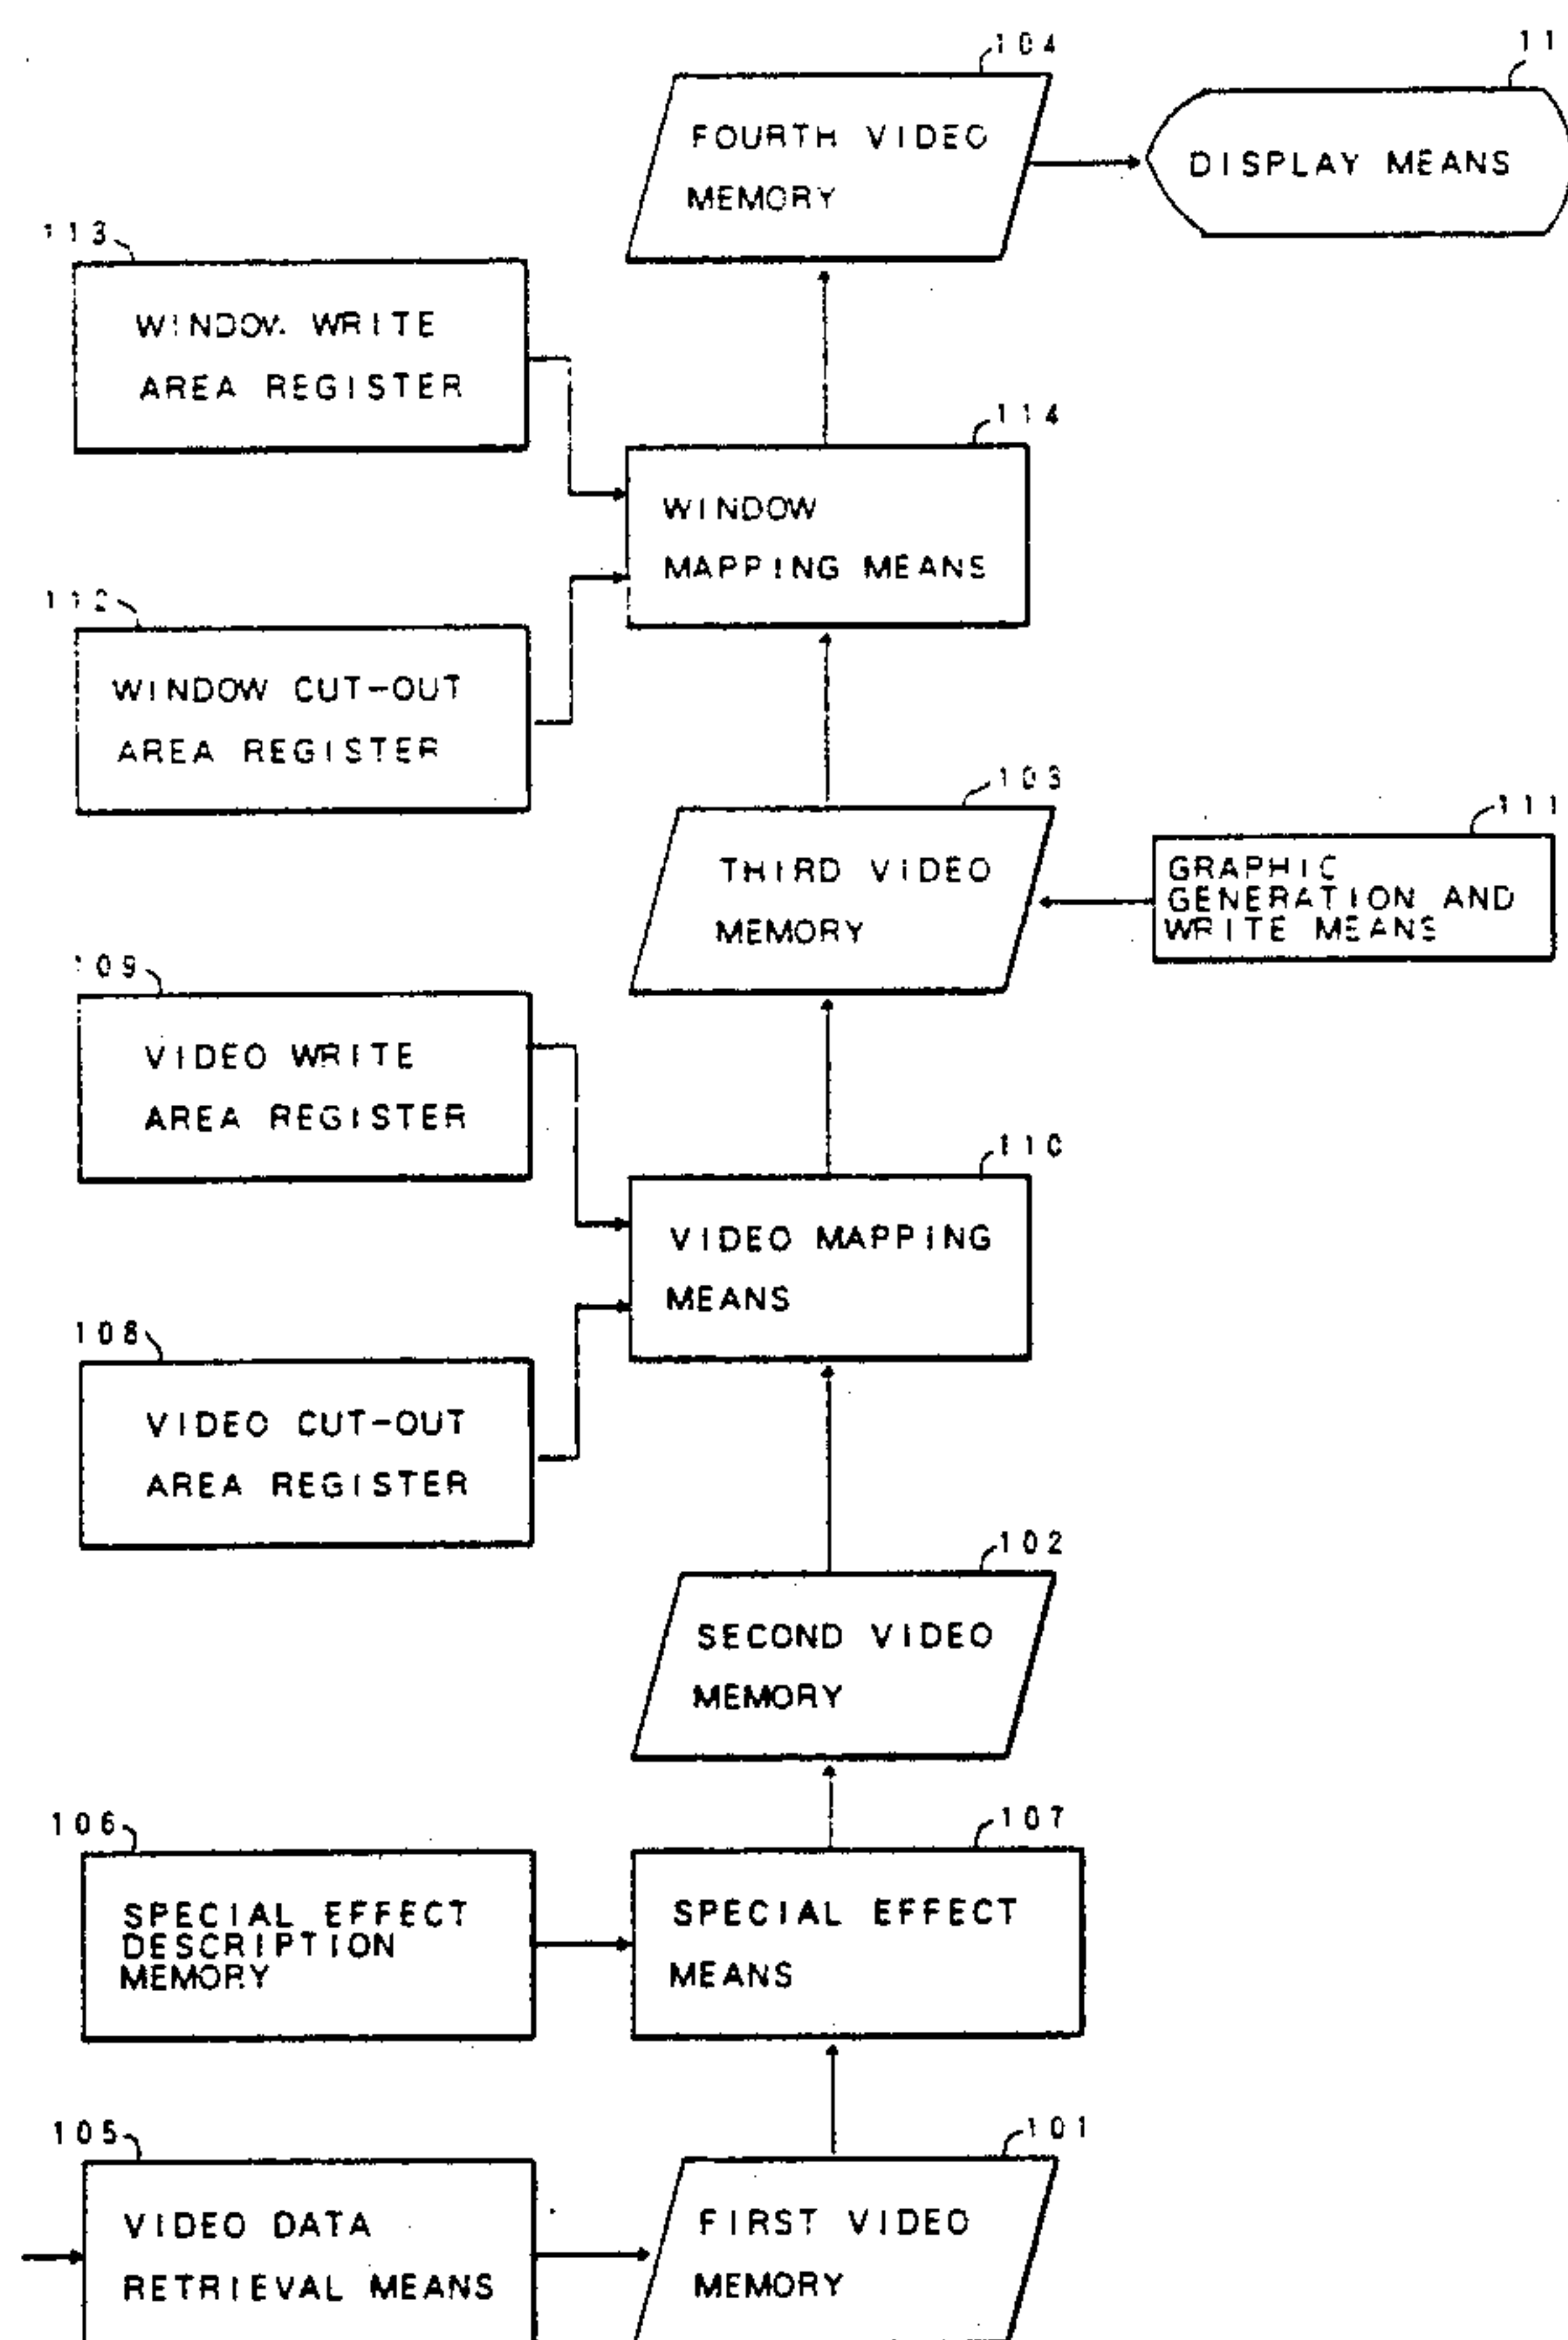 104
11
FOURTH VIDEO
MEMORY
DISPLAY MEANS
113
WINDOW WRITE
AREA REGISTER
114
WINDOW
MAPPING MEANS
112
WINDOW CUT-OUT
AREA REGISTER
103
THIRD VIDEO
MEMORY
111
GRAPHIC
GENERATION AND
WRITE MEANS
109
VIDEO WRITE
AREA REGISTER
110
VIDEO MAPPING
MEANS
108
VIDEO CUT-OUT
AREA REGISTER
102
SECOND VIDEO
MEMORY
106
SPECIAL EFFECT
DESCRIPTION
MEMORY
107
SPECIAL EFFECT
MEANS
105
VIDEO DATA
RETRIEVAL MEANS
101
FIRST VIDEO
MEMORY